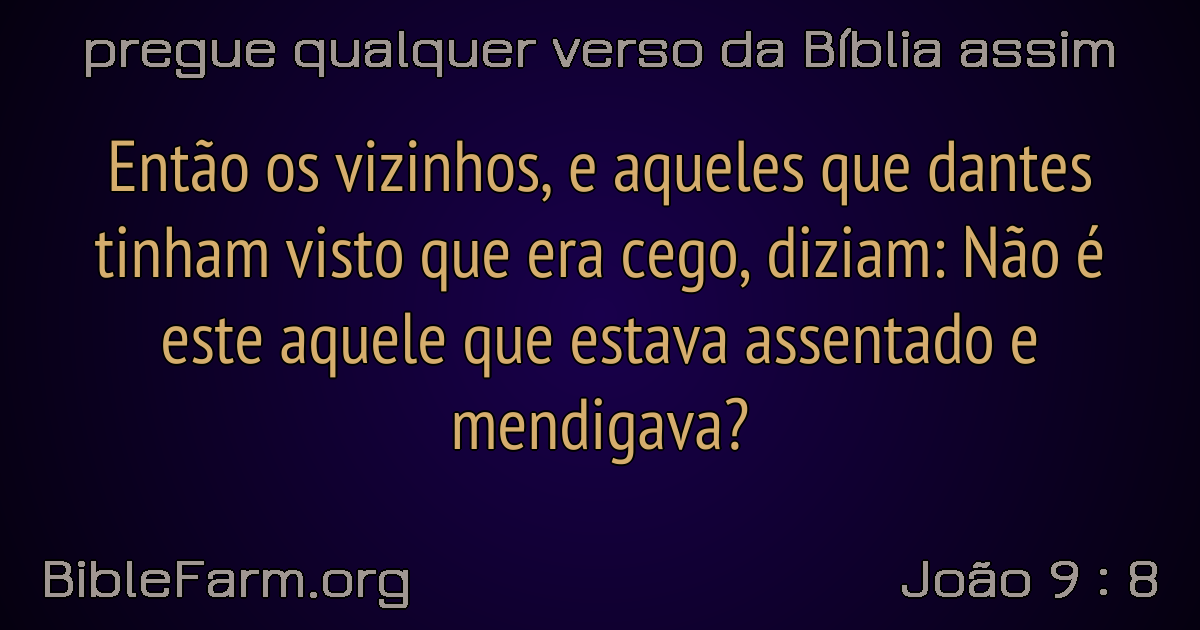 pregue qualquer verso da Bíblia assim
Então os vizinhos, e aqueles que dantes
tinham visto que era cego, diziam: Não é
este aquele que estava assentado e
mendigava?
BibleFarm.org
João 9 : 8